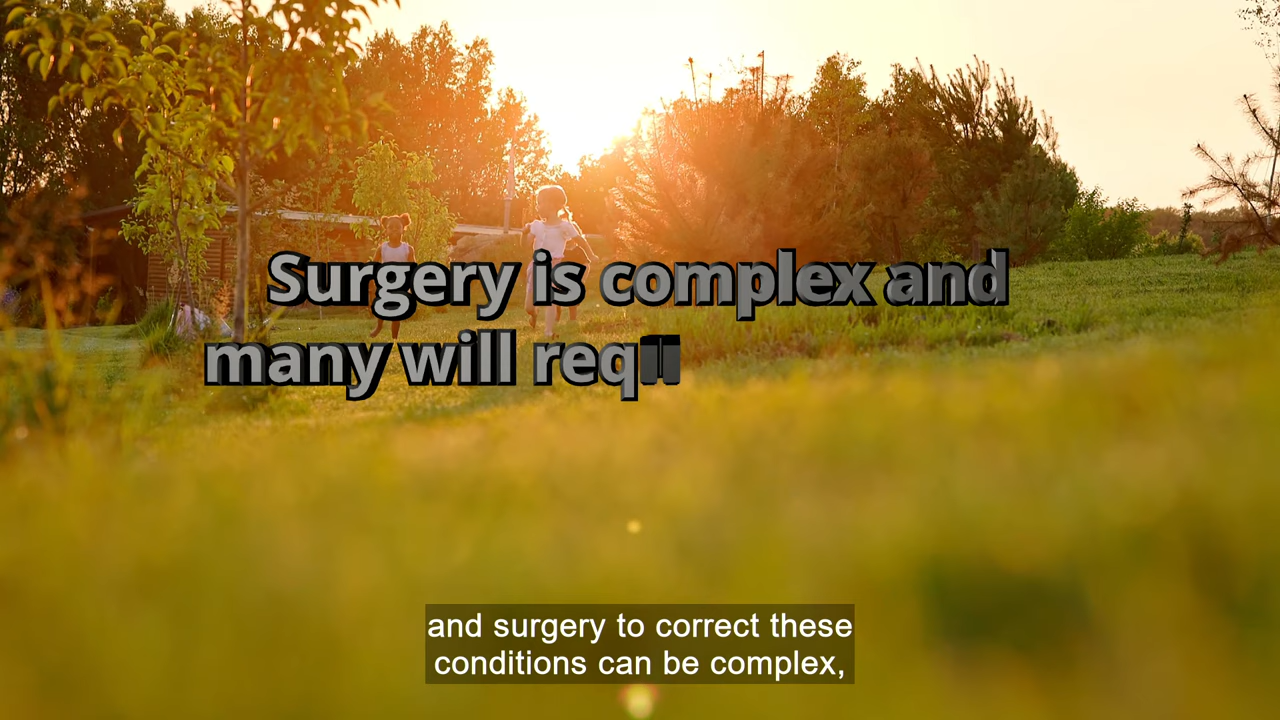 Surgery is complex and
many will req
and surgery to correct these
conditions can be complex,